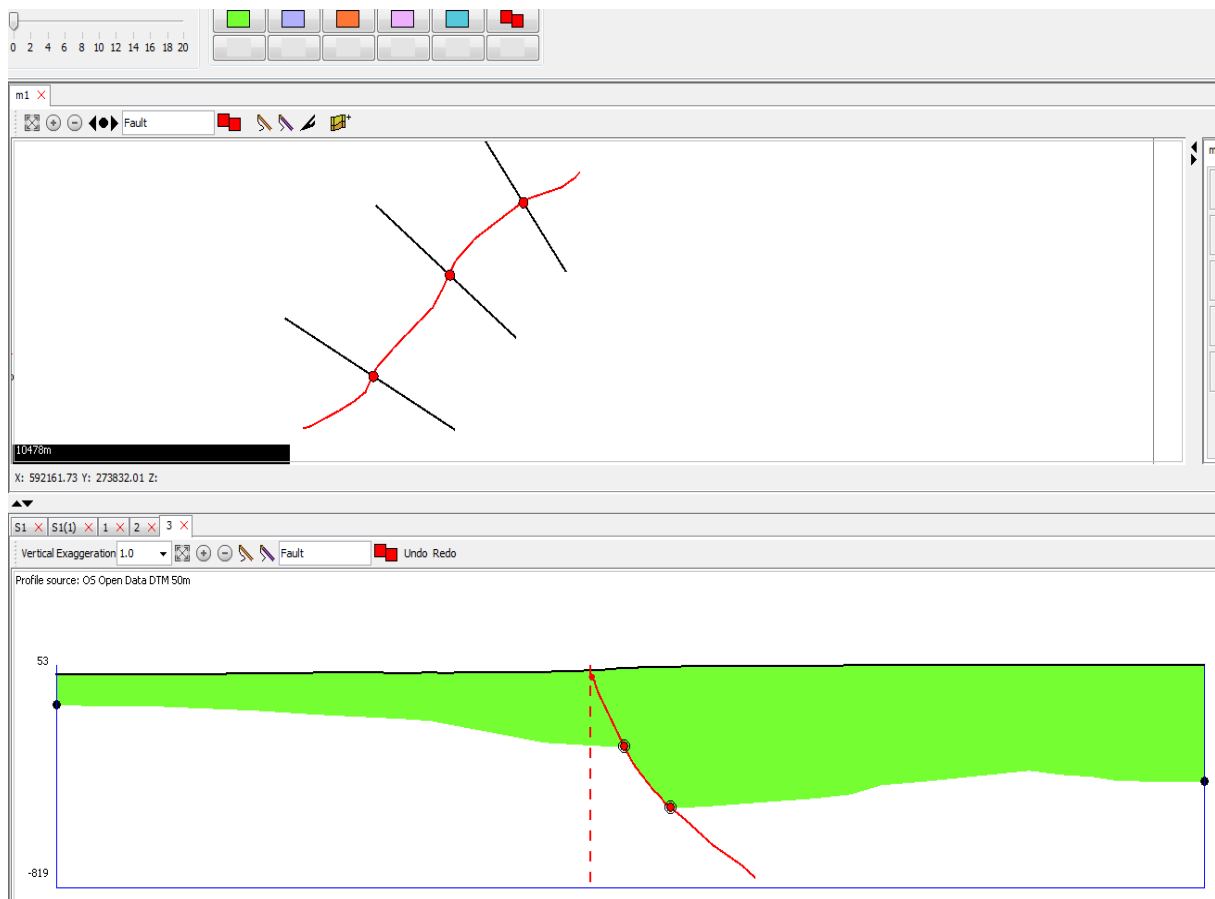 0 2 4 6 8 10 12 14 16 18 20
m1
Fault
m
10478m
X: 592161.73 Y: 273832.01 Z:
S1 S1(1) 1 2 3
Vertical Exaggeration 1.0 Fault Undo Redo
Profile source: OS Open Data DTM 50m
53
-819